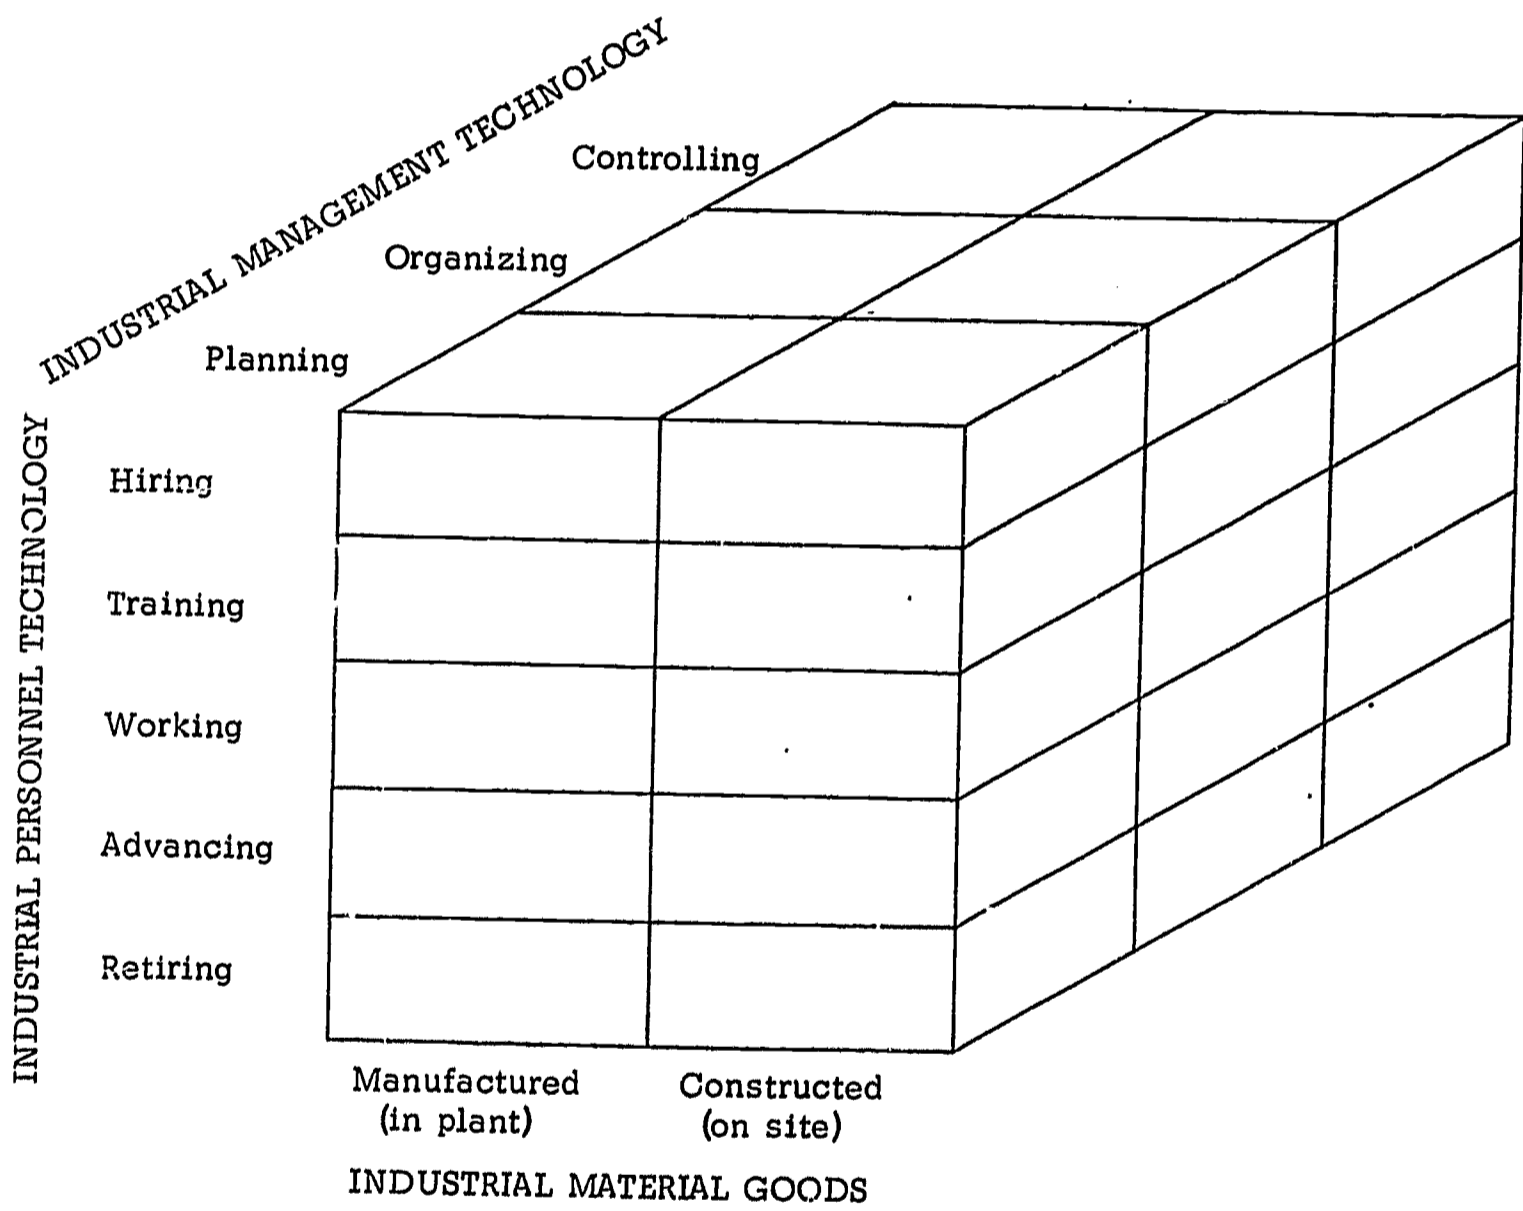 INDUSTRIAL MANAGEMENT TECHNOLOGY
Controlling
Organizing
Planning
INDUSTRIAL PERSONNEL TECHNOLOGY
Hiring
Training
Working
Advancing
Retiring
Manufactured
(in plant)
Constructed
(on site)
INDUSTRIAL MATERIAL GOODS